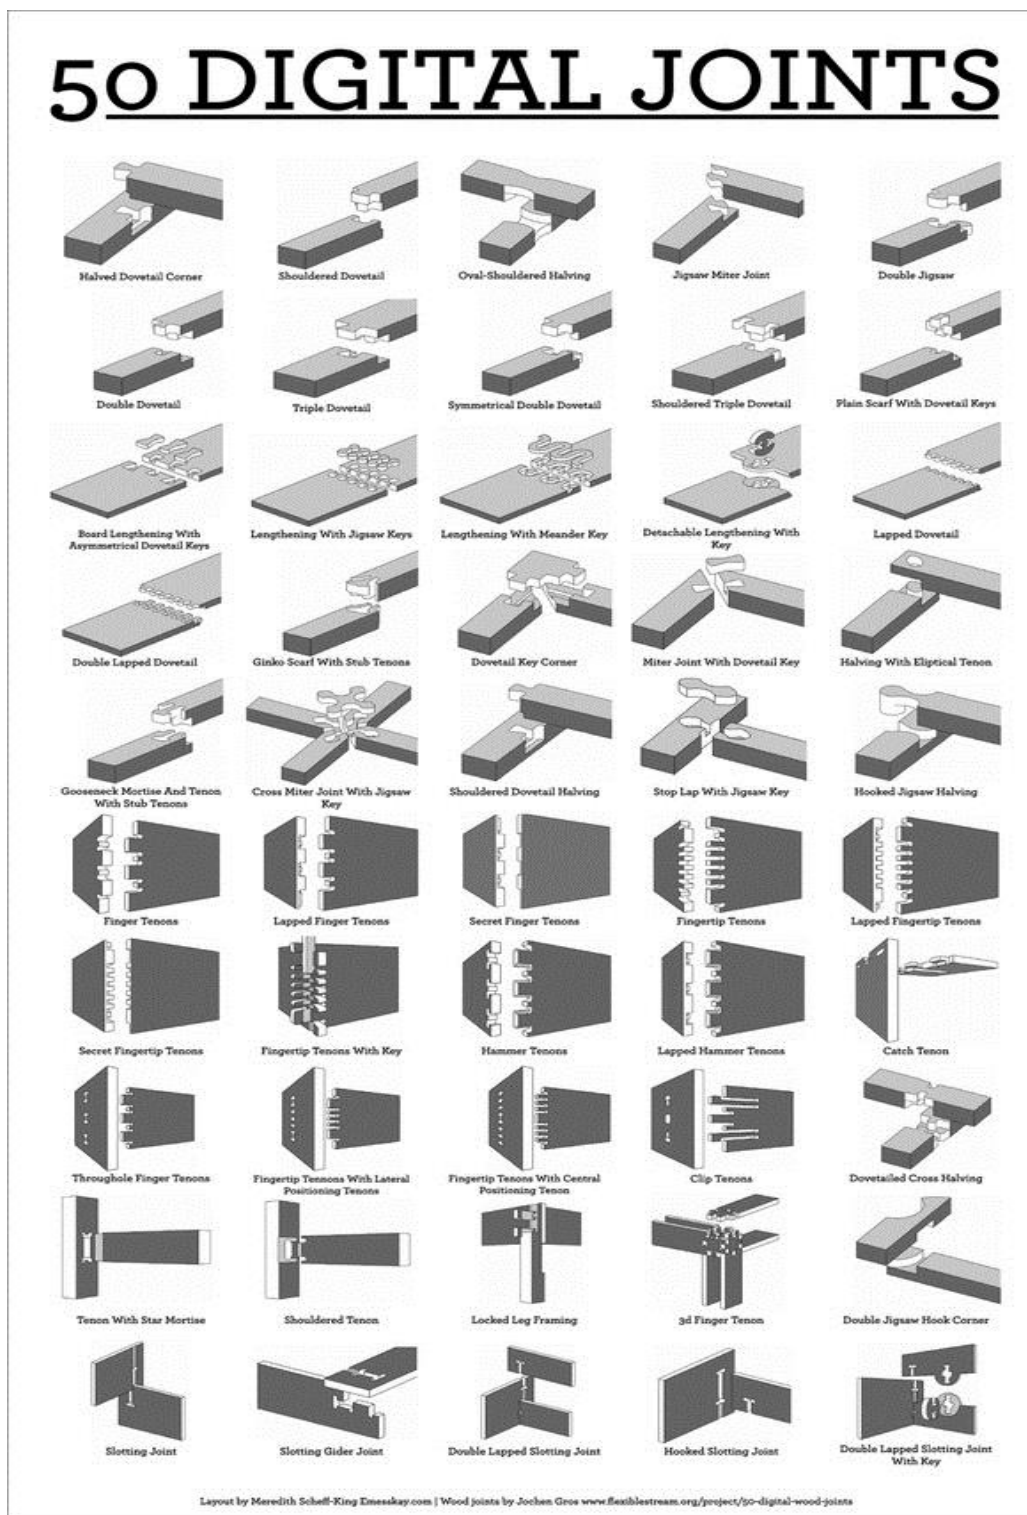 50 DIGITAL JOINTS
Halved Dovetail Corner
Shouldered Dovetail
Oval-Shouldered Halving
Jigsaw Miter Joint
Double Jigsaw
Double Dovetail
Triple Dovetail
Symmetrical Double Dovetail
Shouldered Triple Dovetail
Plain Scarf With Dovetail Keys
Board Lengthening With
Asymmetrical Dovetail Keys
Lengthening With Jigsaw Keys
Lengthening With Meander Key
Detachable Lengthening With
Key
Lapped Dovetail
Double Lapped Dovetail
Ginko Scarf With Stub Tenons
Dovetail Key Corner
Miter Joint With Dovetail Key
Halving With Eliptical Tenon
Gooseneck Mortise And Tenon
With Stub Tenons
Cross Miter Joint With Jigsaw
Key
Shouldered Dovetail Halving
Stop Lap With Jigsaw Key
Hooked Jigsaw Halving
Finger Tenons
Lapped Finger Tenons
Secret Finger Tenons
Fingertip Tenons
Lapped Fingertip Tenons
Secret Fingertip Tenons
Fingertip Tenons With Key
Hammer Tenons
Lapped Hammer Tenons
Catch Tenon
Throughole Finger Tenons
Fingertip Tennons With Lateral
Positioning Tenons
Fingertip Tenons With Central
Positioning Tenon
Clip Tenons
Dovetailed Cross Halving
Tenon With Star Mortise
Shouldered Tenon
Locked Leg Framing
3d Finger Tenon
Double Jigsaw Hook Corner
Slotting Joint
Slotting Gider Joint
Double Lapped Slotting Joint
Hooked Slotting Joint
Double Lapped Slotting Joint
With Key
Layout by Meredith Scheff-King Emesskay.com | Wood joints by Jochen Gros www.flexiblestream.org/project/50-digital-wood-joints